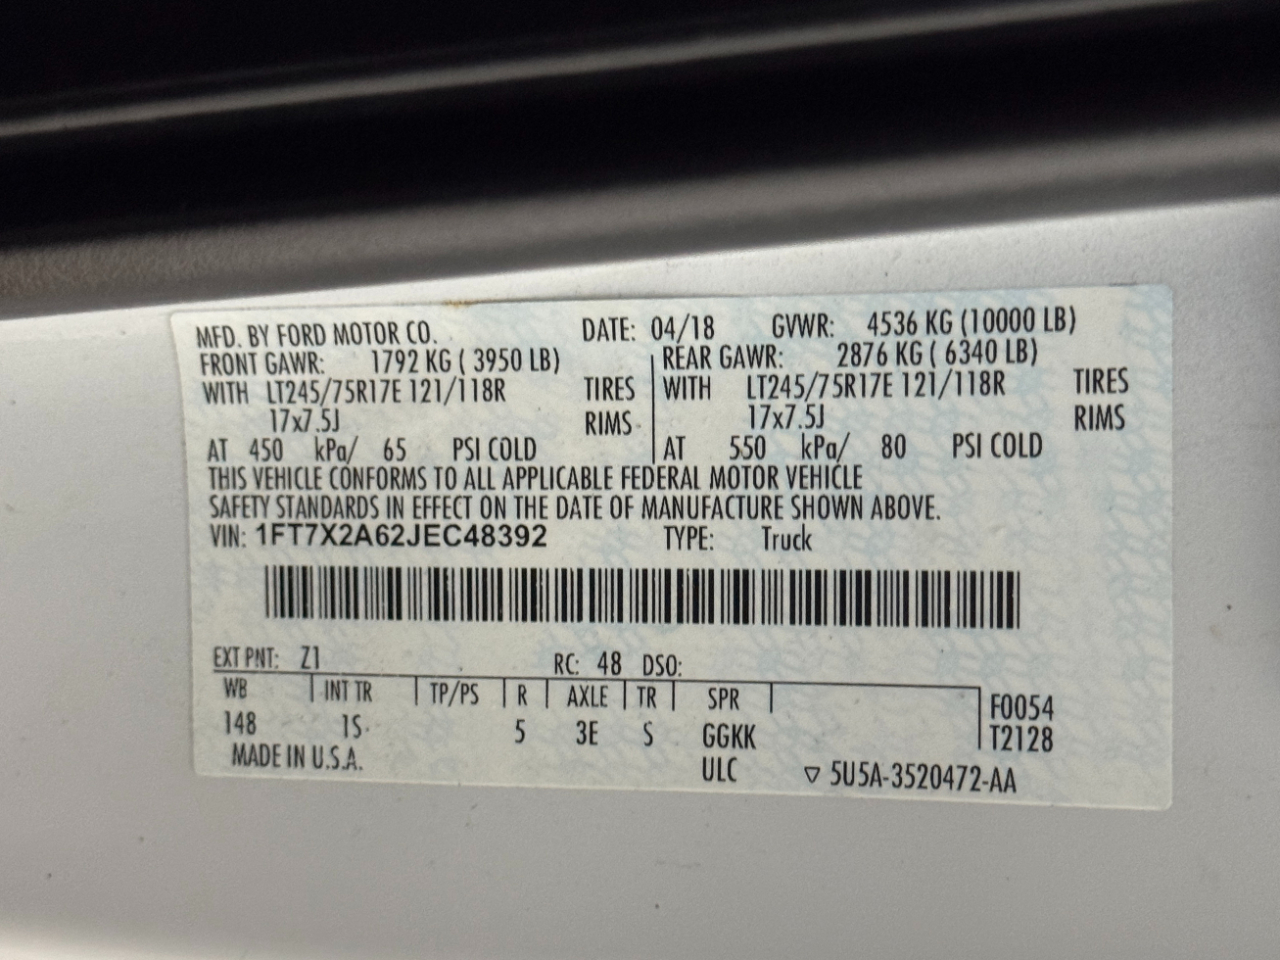 MFD. BY FORD MOTOR CO. DATE: 04/18 GVWR: 4536 KG (10000 LB)
FRONT GAWR: 1792 KG ( 3950 LB) REAR GAWR: 2876 KG ( 6340 LB)
WITH LT245/75R17E 121/118R TIRES WITH LT245/75R17E 121/118R TIRES
17x7.5J RIMS 17x7.5J RIMS
AT 450 kPa/ 65 PSI COLD AT 550 kPa/ 80 PSI COLD
THIS VEHICLE CONFORMS TO ALL APPLICABLE FEDERAL MOTOR VEHICLE
SAFETY STANDARDS IN EFFECT ON THE DATE OF MANUFACTURE SHOWN ABOVE.
VIN: 1FT7X2A62JEC48392 TYPE: Truck
EXT PNT: Z1 RC: 48 DSO:
WB INT TR TP/PS R AXLE TR SPR F0054
148 1S 5 3E S GGKK T2128
MADE IN U.S.A. ULC ▽ 5U5A-3520472-AA